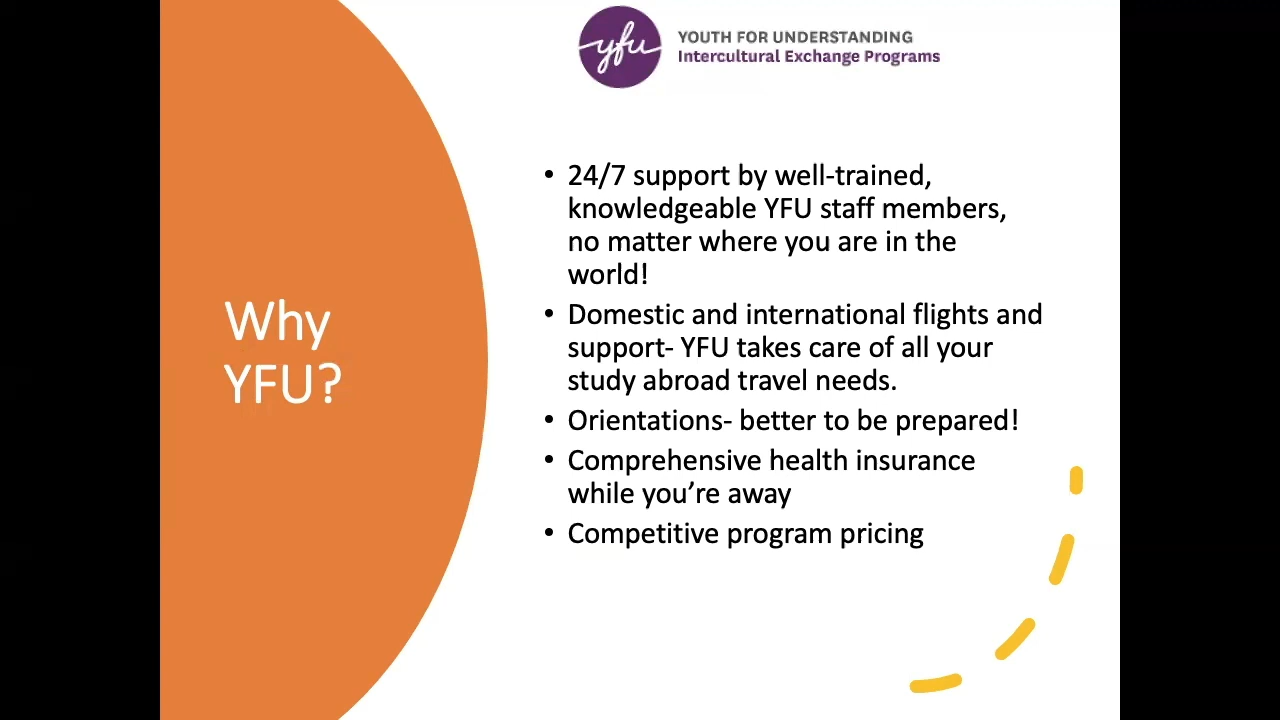 yfu
YOUTH FOR UNDERSTANDING
Intercultural Exchange Programs
Why
YFU?
• 24/7 support by well-trained,
knowledgeable YFU staff members,
no matter where you are in the
world!
• Domestic and international flights and
support- YFU takes care of all your
study abroad travel needs.
• Orientations- better to be prepared!
• Comprehensive health insurance
while you’re away
• Competitive program pricing